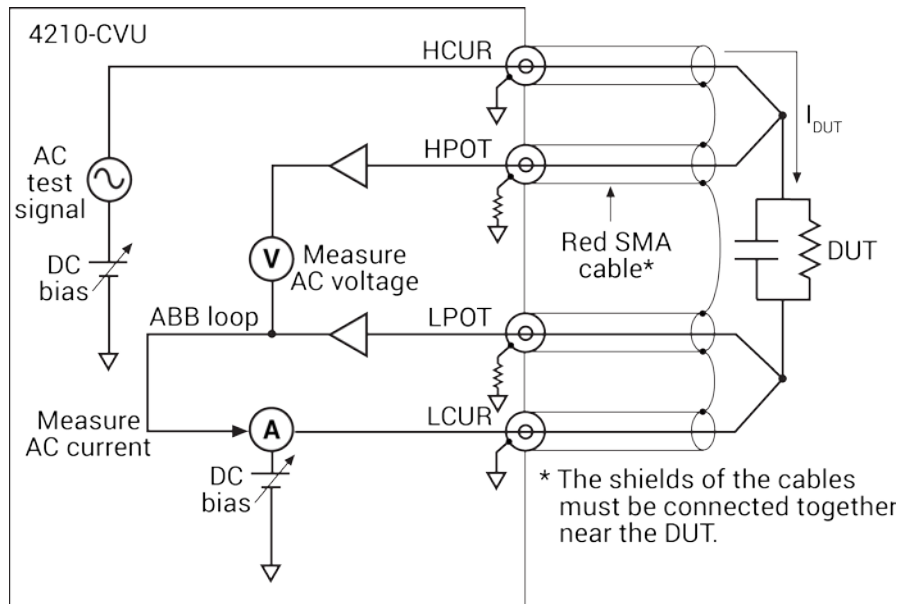 4210-CVU
HCUR
I_DUT
HPOT
AC
test
signal
Red SMA
cable*
DUT
V
Measure
AC voltage
DC
bias
ABB loop
LPOT
Measure
AC current
A
LCUR
DC
bias
* The shields of the cables
must be connected together
near the DUT.